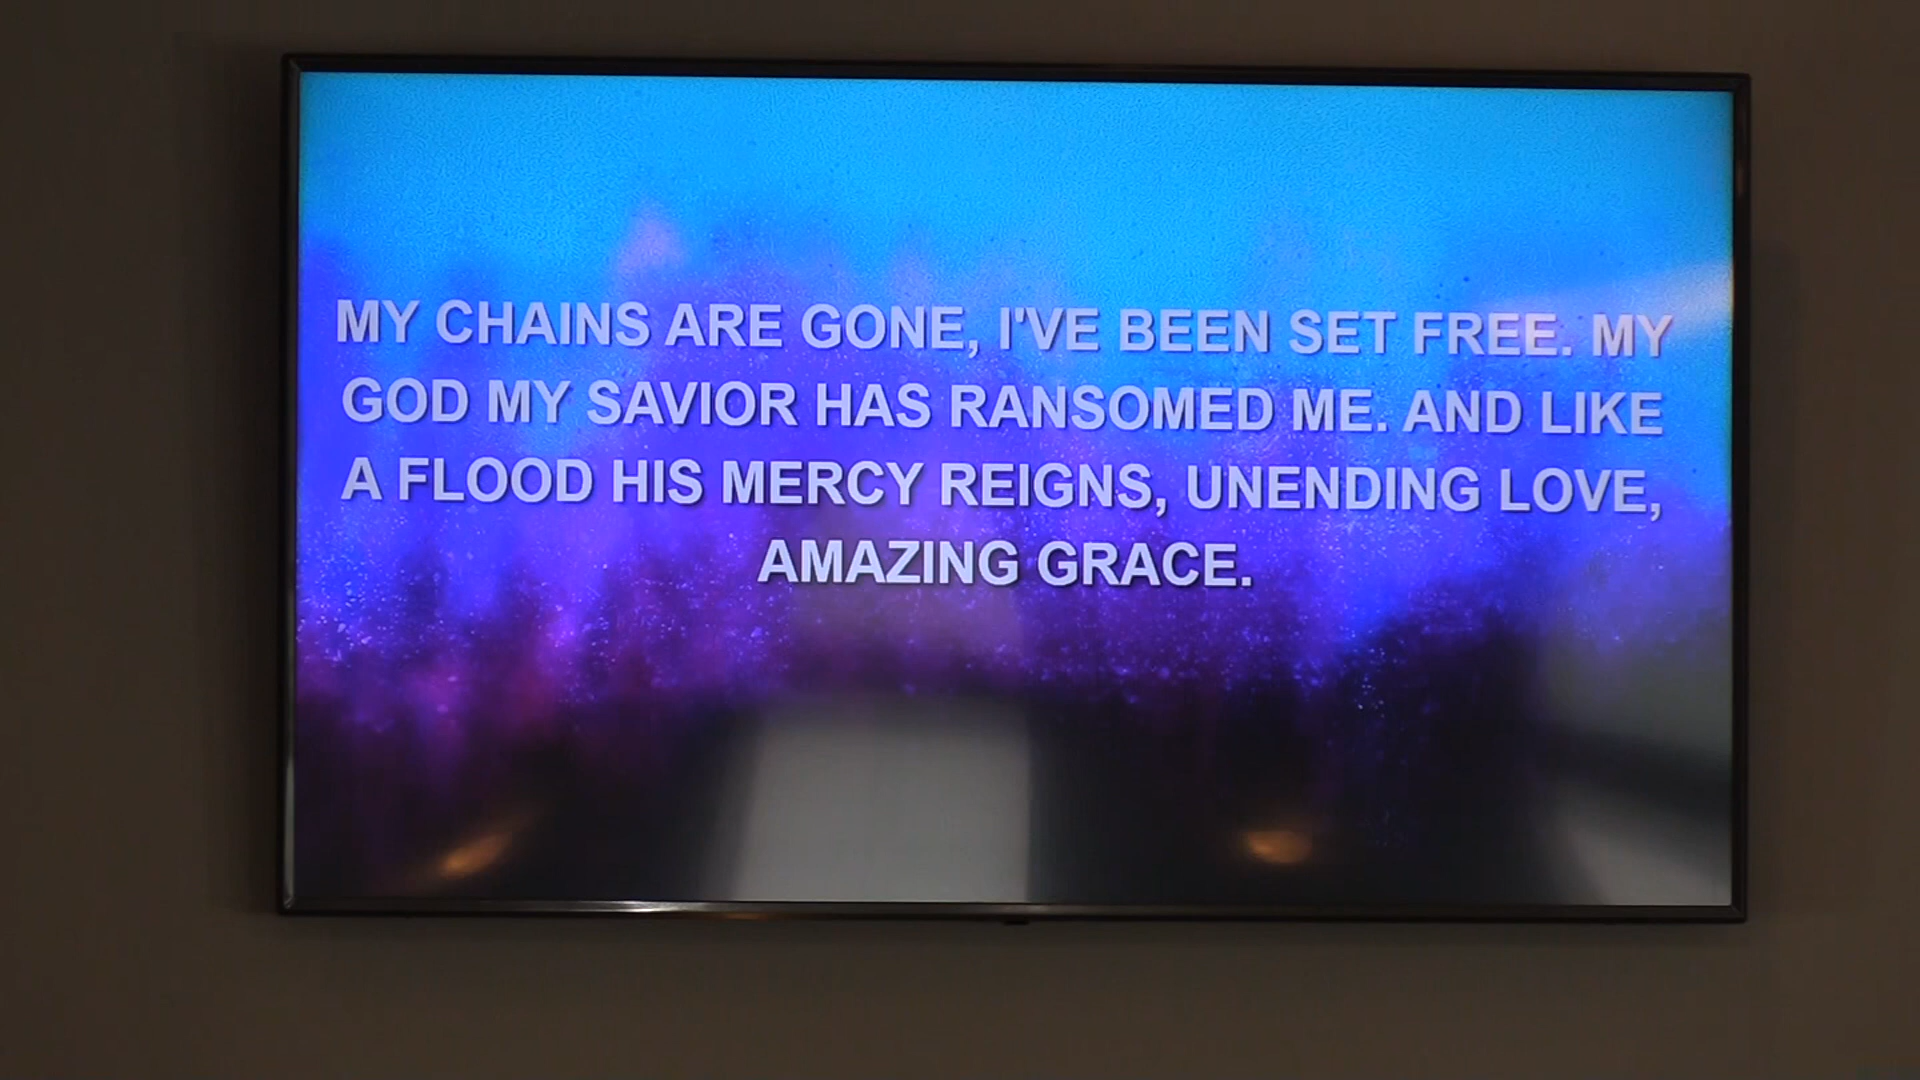 MY CHAINS ARE GONE, I'VE BEEN SET FREE. MY
GOD MY SAVIOR HAS RANSOMED ME. AND LIKE
A FLOOD HIS MERCY REIGNS, UNENDING LOVE,
AMAZING GRACE.